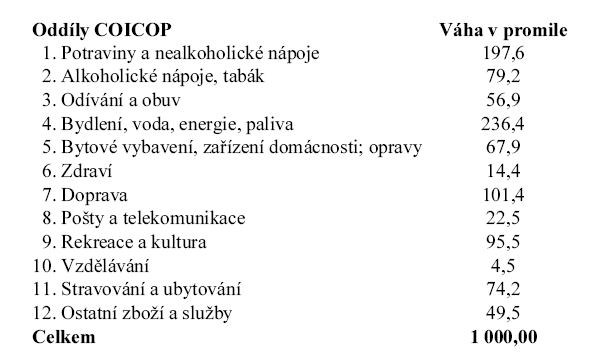 Oddíly COICOP Váha v promile
1. Potraviny a nealkoholické nápoje 197,6
2. Alkoholické nápoje, tabák 79,2
3. Odívání a obuv 56,9
4. Bydlení, voda, energie, paliva 236,4
5. Bytové vybavení, zařízení domácnosti; opravy 67,9
6. Zdraví 14,4
7. Doprava 101,4
8. Pošty a telekomunikace 22,5
9. Rekreace a kultura 95,5
10. Vzdělávání 4,5
11. Stravování a ubytování 74,2
12. Ostatní zboží a služby 49,5
Celkem 1 000,00